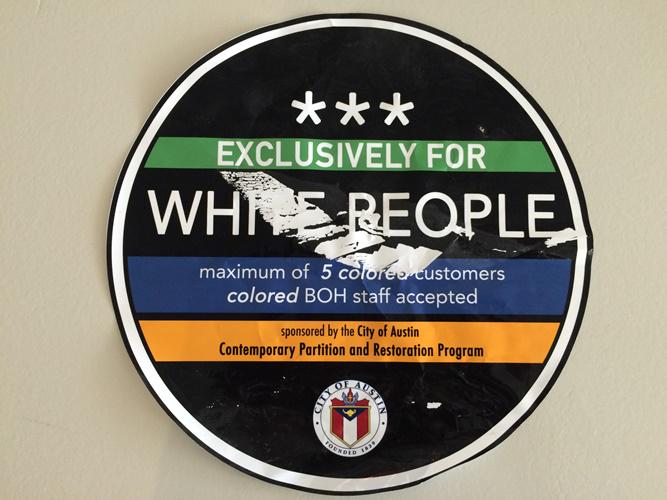 ***
EXCLUSIVELY FOR
WHITE PEOPLE
maximum of 5 colored customers
colored BOH staff accepted
sponsored by the City of Austin
Contemporary Partition and Restoration Program
CITY OF AUSTIN
FOUNDED 1839